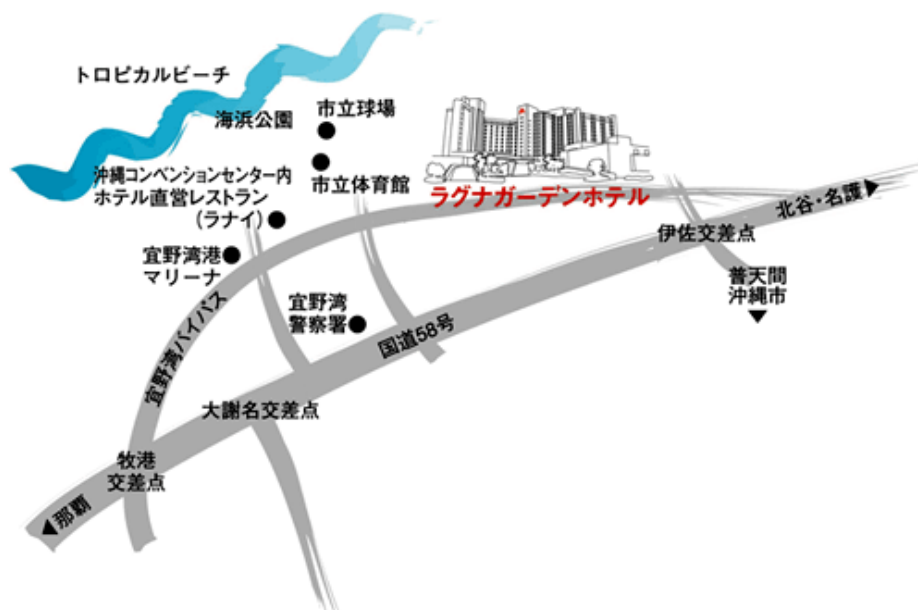 トロピカルビーチ
海浜公園
市立球場
市立体育館
沖縄コンベンションセンター内
ホテル直営レストラン
(ラナイ)
ラグナガーデンホテル
北谷・名護▶
伊佐交差点
宜野湾港
マリーナ
普天間
沖縄市
▼
宜野湾
警察署
宜野湾バイパス
国道58号
大謝名交差点
牧港
交差点
◀那覇